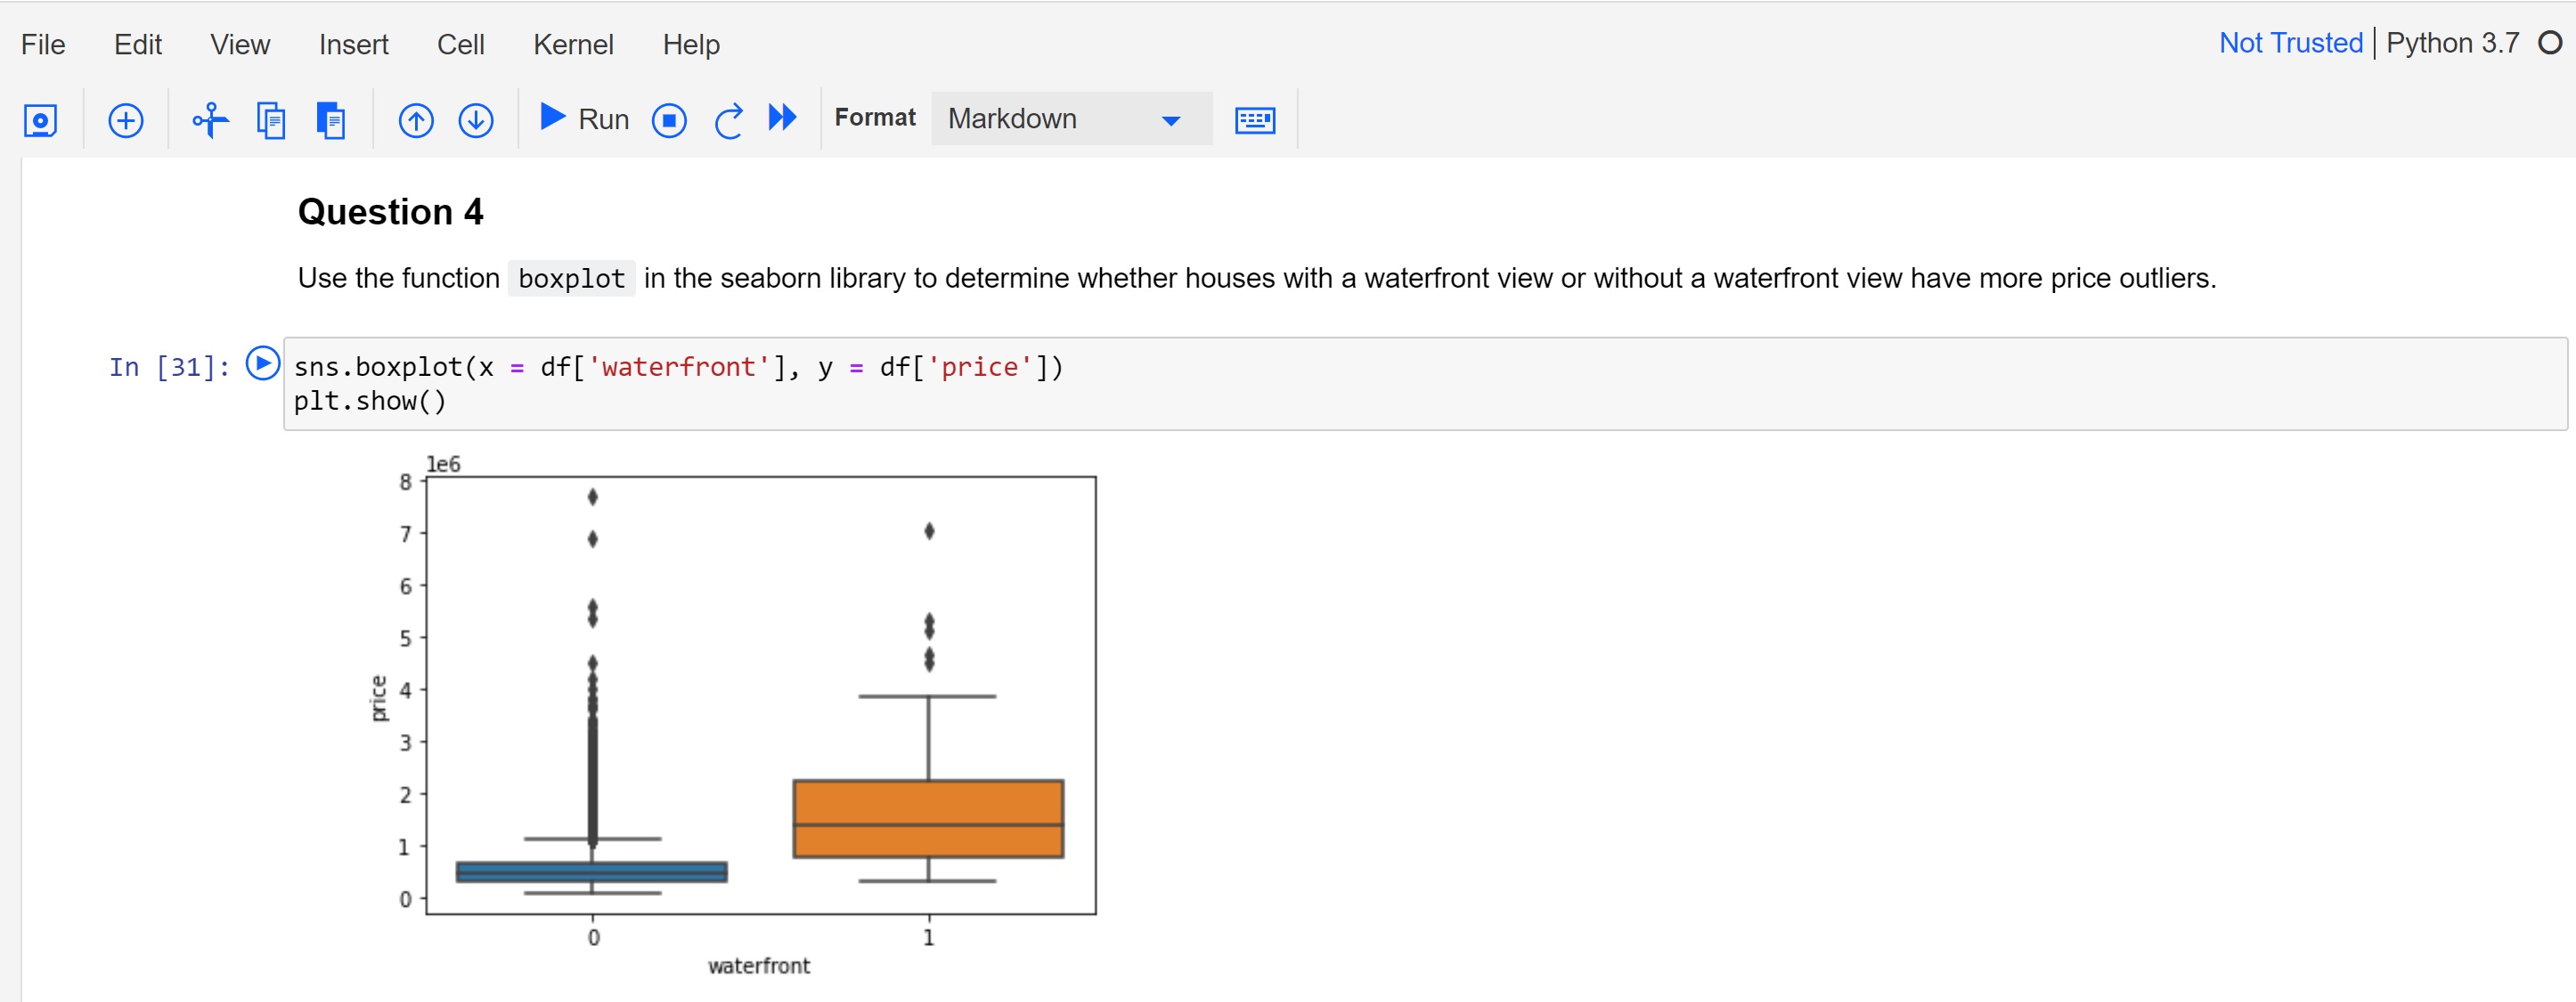 File Edit View Insert Cell Kernel Help Not Trusted | Python 3.7
Run Format Markdown
Question 4
Use the function boxplot in the seaborn library to determine whether houses with a waterfront view or without a waterfront view have more price outliers.
In [31]: sns.boxplot(x = df['waterfront'], y = df['price'])
plt.show()
1e6
8
7
6
5
4
3
2
1
0
price
0 1
waterfront